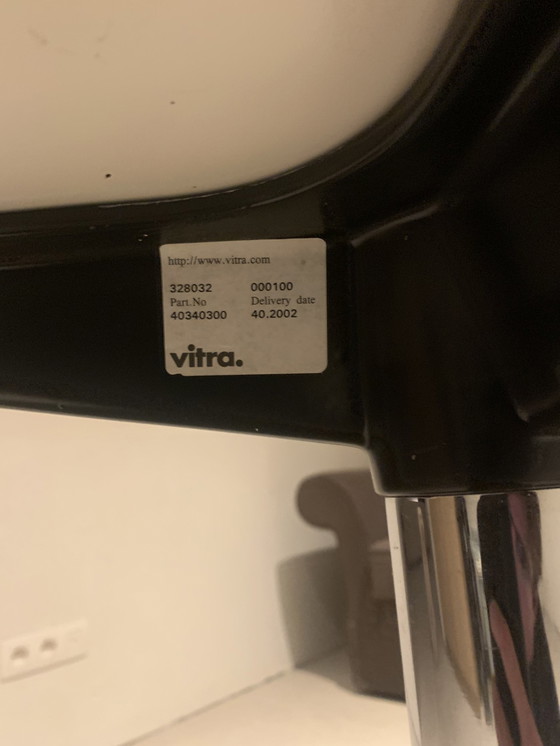 http://www.vitra.com
328032 000100
Part.No Delivery date
40340300 40.2002
vitra.